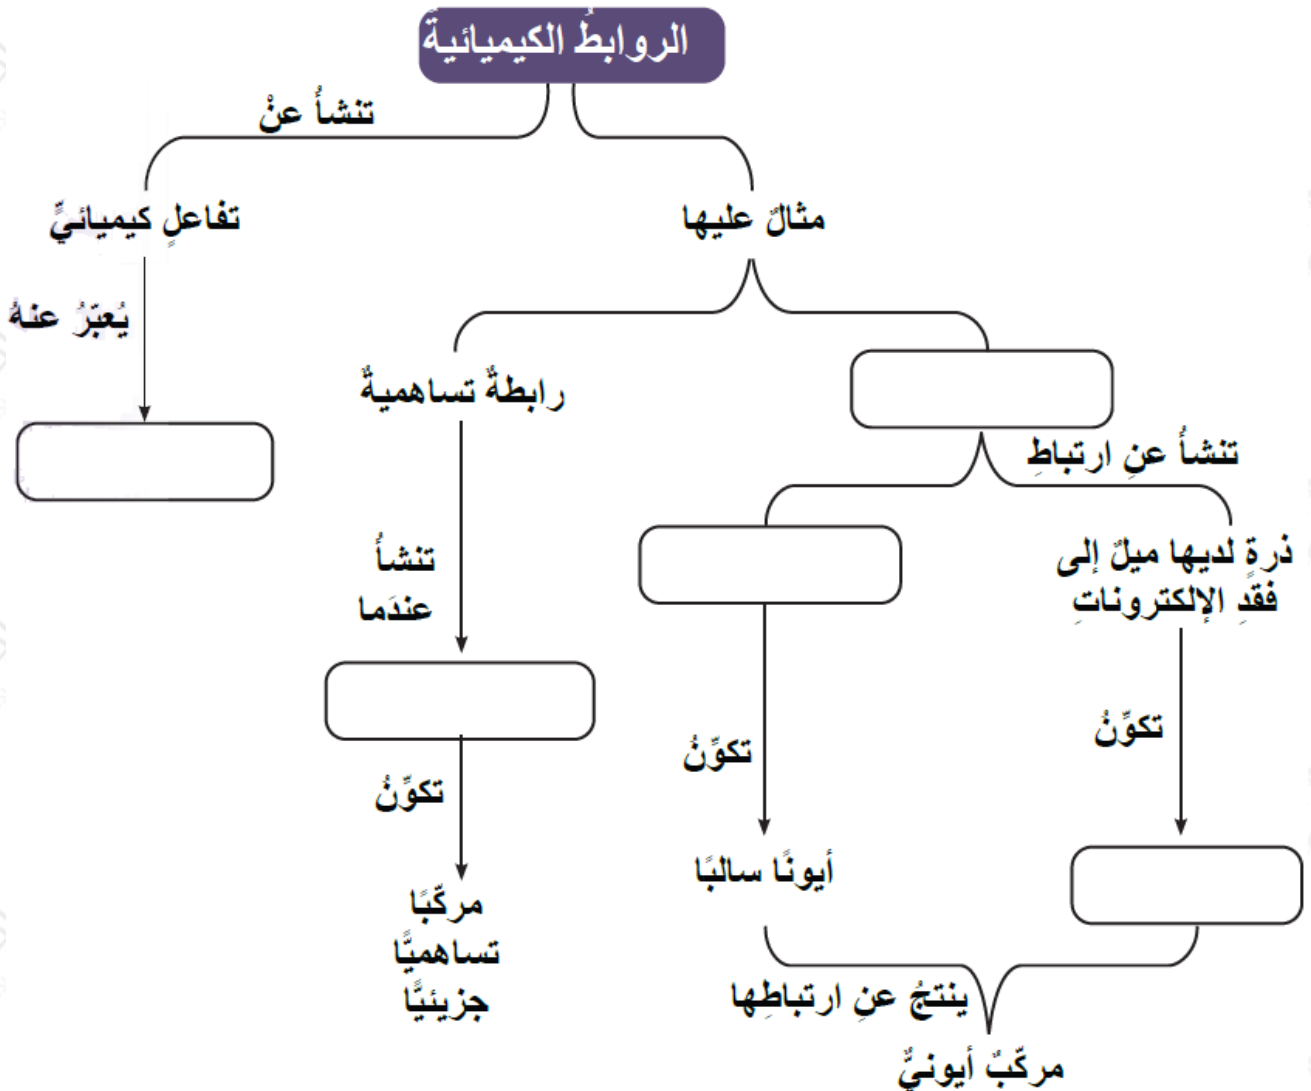 الروابطُ الكيميائيةُ
تنشأُ عنْ
تفاعلٍ كيميائيٍّ
مثالٌ عليها
يُعبّرُ عنهُ
رابطةٌ تساهميةٌ
تنشأُ عنِ ارتباطِ
تنشأُ
عندَما
ذرةٍ لديها ميلٌ إلى
فقدِ الإلكتروناتِ
تكوِّنُ
تكوِّنُ
تكوِّنُ
أيونًا سالبًا
مركّبًا
تساهميًّا
جزيئيًّا
ينتجُ عنِ ارتباطِها
مركّبٌ أيونيٌّ